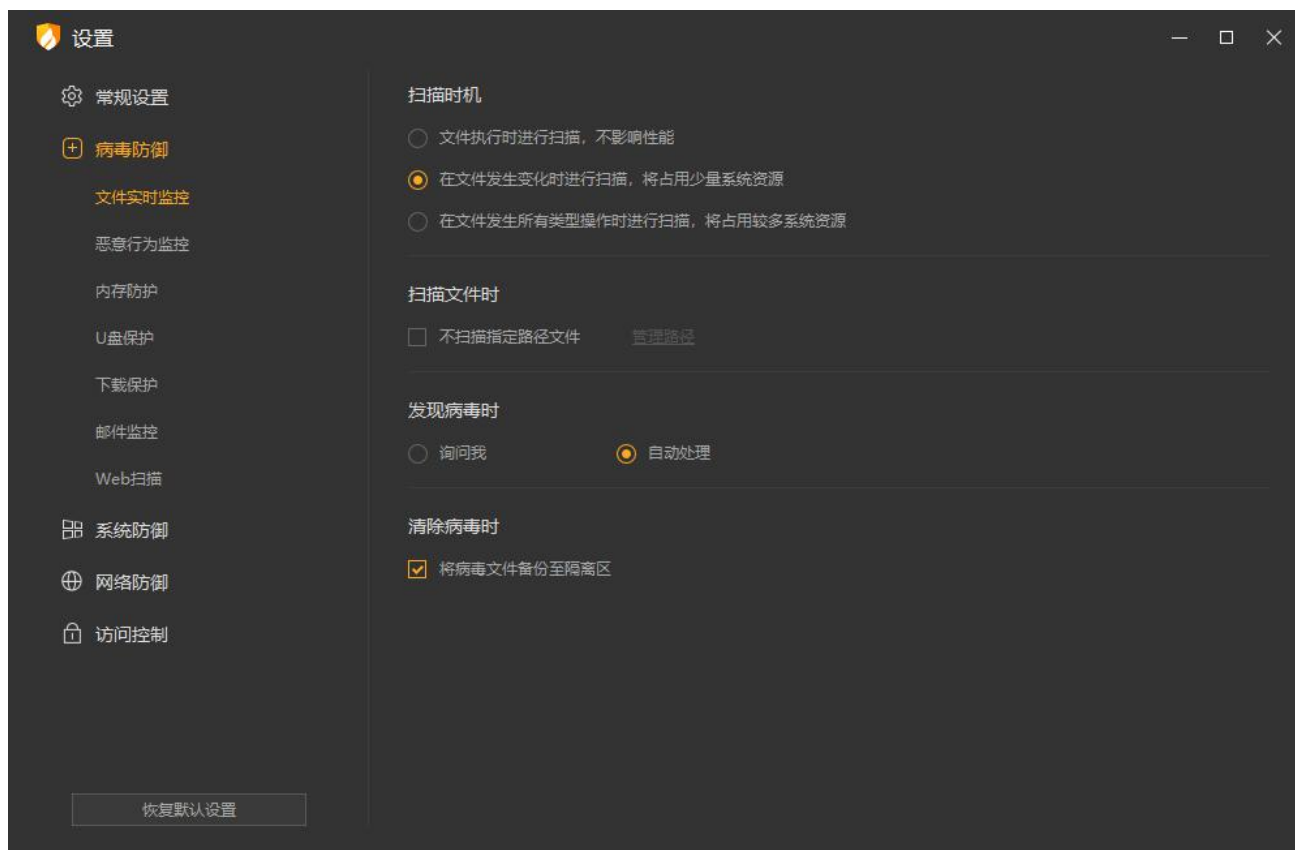 设置
常规设置
病毒防御
文件实时监控
恶意行为监控
内存防护
U盘保护
下载保护
邮件监控
Web扫描
系统防御
网络防御
访问控制
恢复默认设置
扫描时机
文件执行时进行扫描，不影响性能
在文件发生变化时进行扫描，将占用少量系统资源
在文件发生所有类型操作时进行扫描，将占用较多系统资源
扫描文件时
不扫描指定路径文件 管理路径
发现病毒时
询问我 自动处理
清除病毒时
将病毒文件备份至隔离区